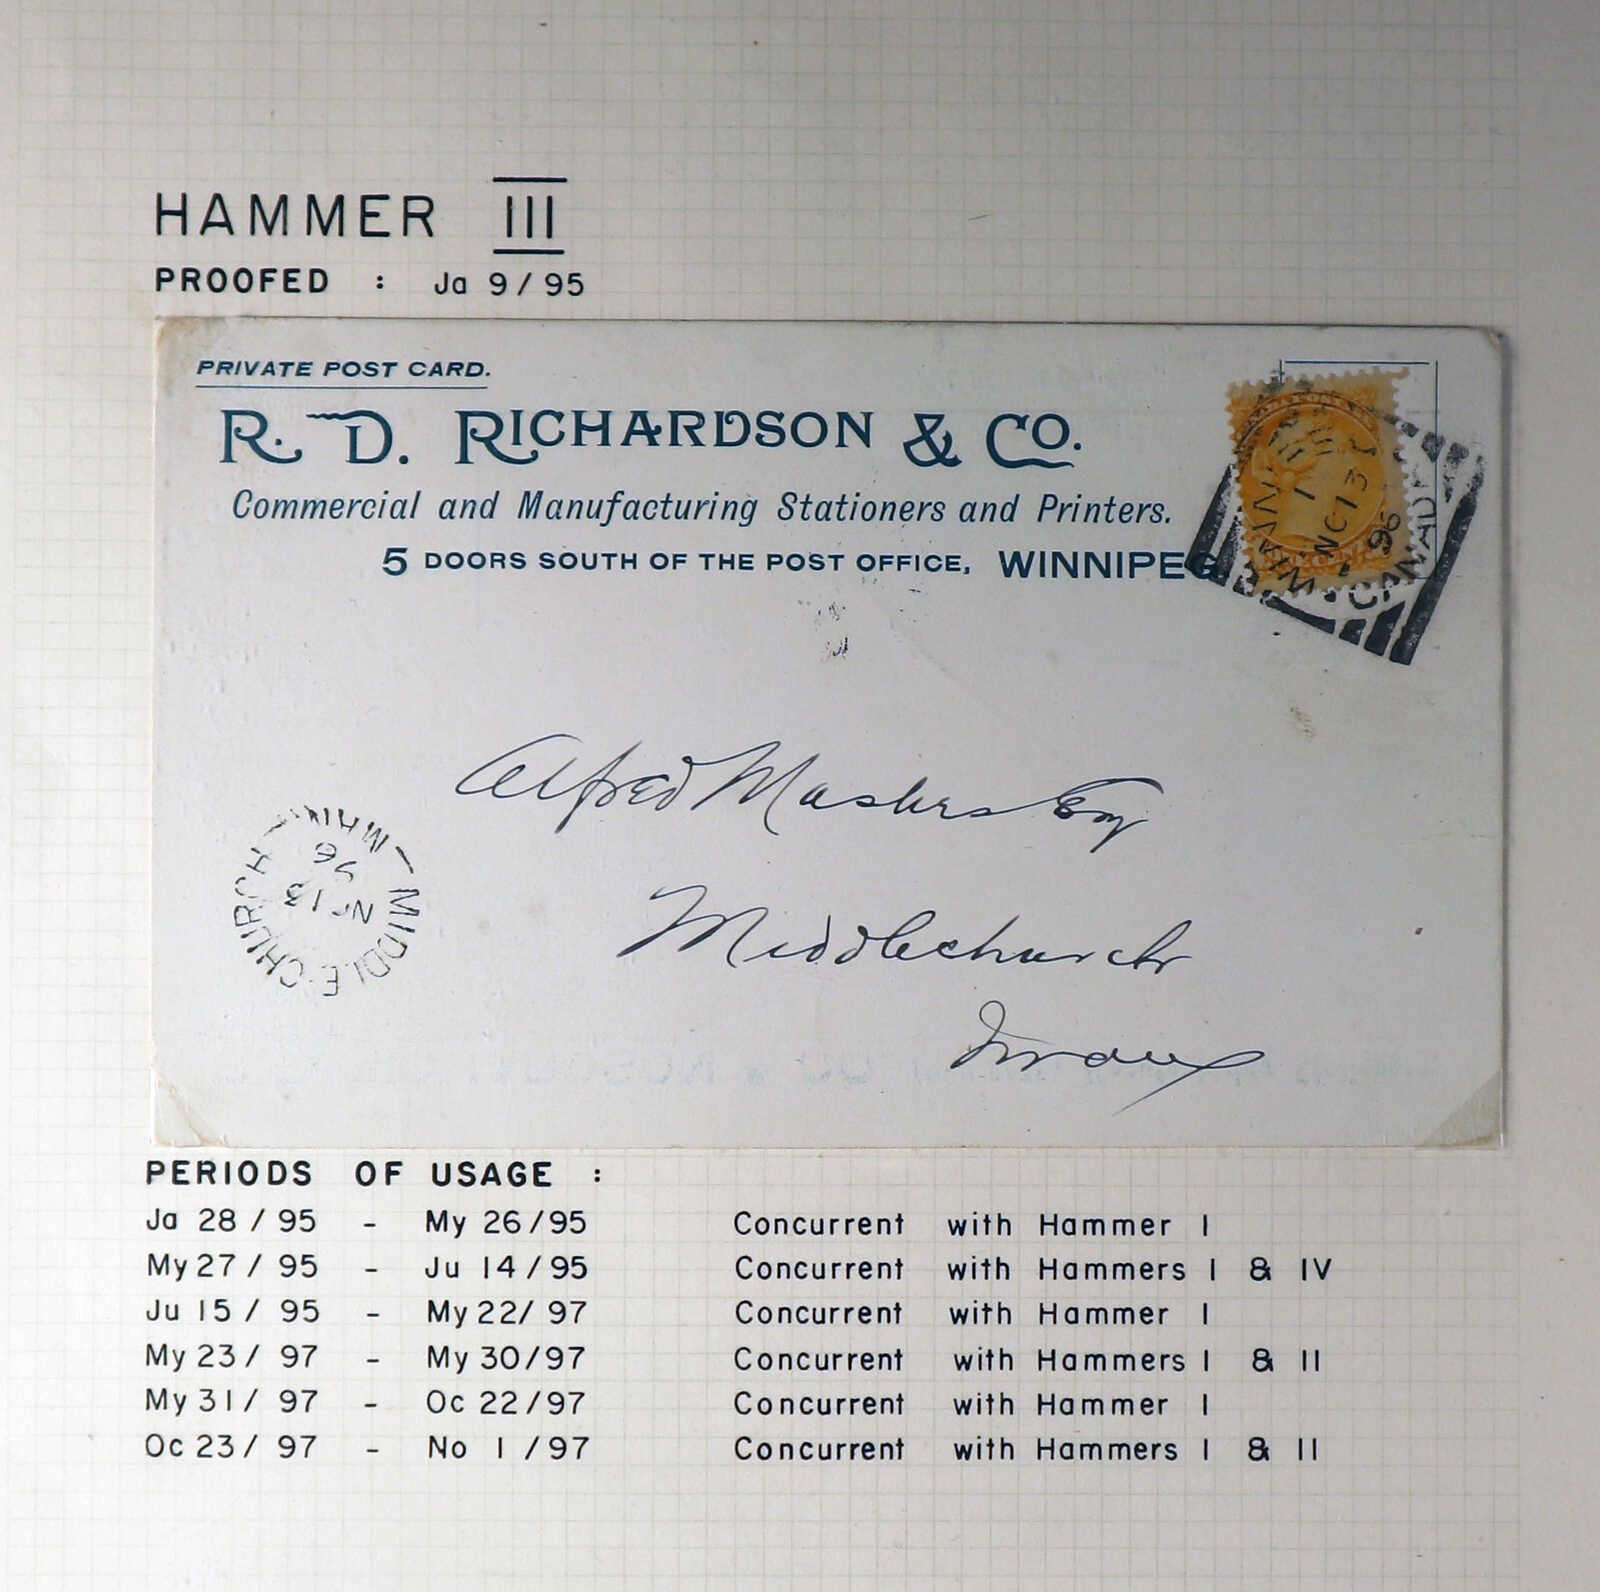 HAMMER III
PROOFED : Ja 9/95
PRIVATE POST CARD.
R. D. RICHARDSON & CO.
Commercial and Manufacturing Stationers and Printers.
5 DOORS SOUTH OF THE POST OFFICE, WINNIPEG
WINN
1
NO 13
96
CANADA
Alfred Masters Esq
Middlechurch
MIDDLECHURCH
NO 13
96
MAN
PERIODS OF USAGE :
Ja 28 / 95 - My 26/95 Concurrent with Hammer I
My 27 / 95 - Ju 14 / 95 Concurrent with Hammers I & IV
Ju 15 / 95 - My 22/ 97 Concurrent with Hammer I
My 23 / 97 - My 30/97 Concurrent with Hammers I & II
My 31 / 97 - Oc 22/97 Concurrent with Hammer I
Oc 23 / 97 - No 1 /97 Concurrent with Hammers I & II